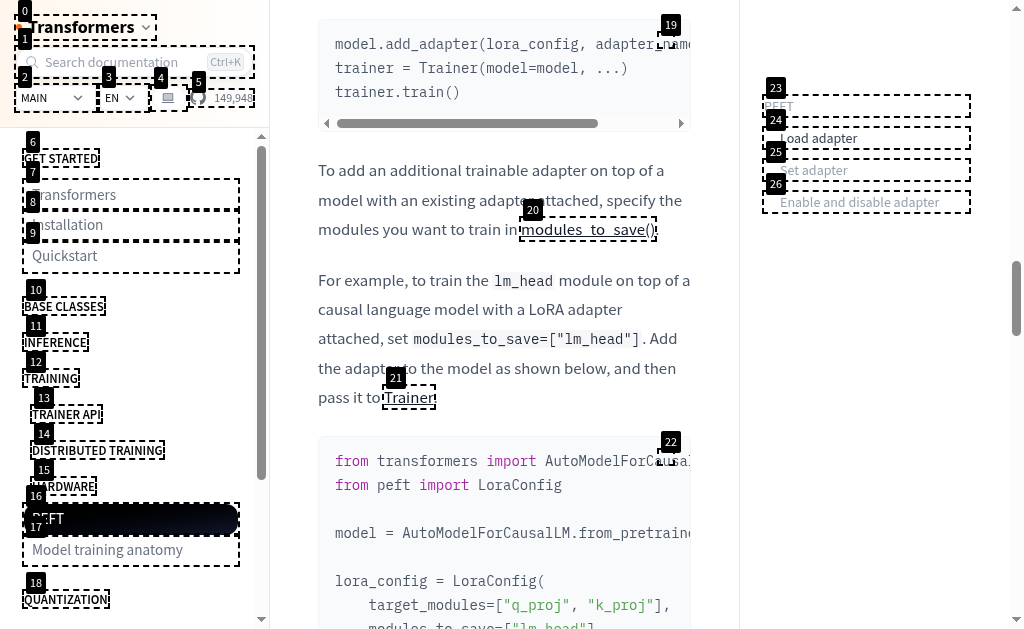 0
Transformers
1
Search documentation Ctrl+K
2 3 4 5
MAIN EN 149,948
6
GET STARTED
7
Transformers
8
Installation
9
Quickstart
10
BASE CLASSES
11
INFERENCE
12
TRAINING
13
TRAINER API
14
DISTRIBUTED TRAINING
15
HARDWARE
16
PEFT
17
Model training anatomy
18
QUANTIZATION
19
model.add_adapter(lora_config, adapter_name
trainer = Trainer(model=model, ...)
trainer.train()
To add an additional trainable adapter on top of a
model with an existing adapter attached, specify the
20
modules you want to train in modules_to_save().
For example, to train the lm_head module on top of a
causal language model with a LoRA adapter
attached, set modules_to_save=["lm_head"]. Add
the adapter to the model as shown below, and then
21
pass it to Trainer.
22
from transformers import AutoModelForCausal
from peft import LoraConfig
model = AutoModelForCausalLM.from_pretraine
lora_config = LoraConfig(
target_modules=["q_proj", "k_proj"],
modules_to_save=["lm_head"]
23
PEFT
24
Load adapter
25
Set adapter
26
Enable and disable adapter